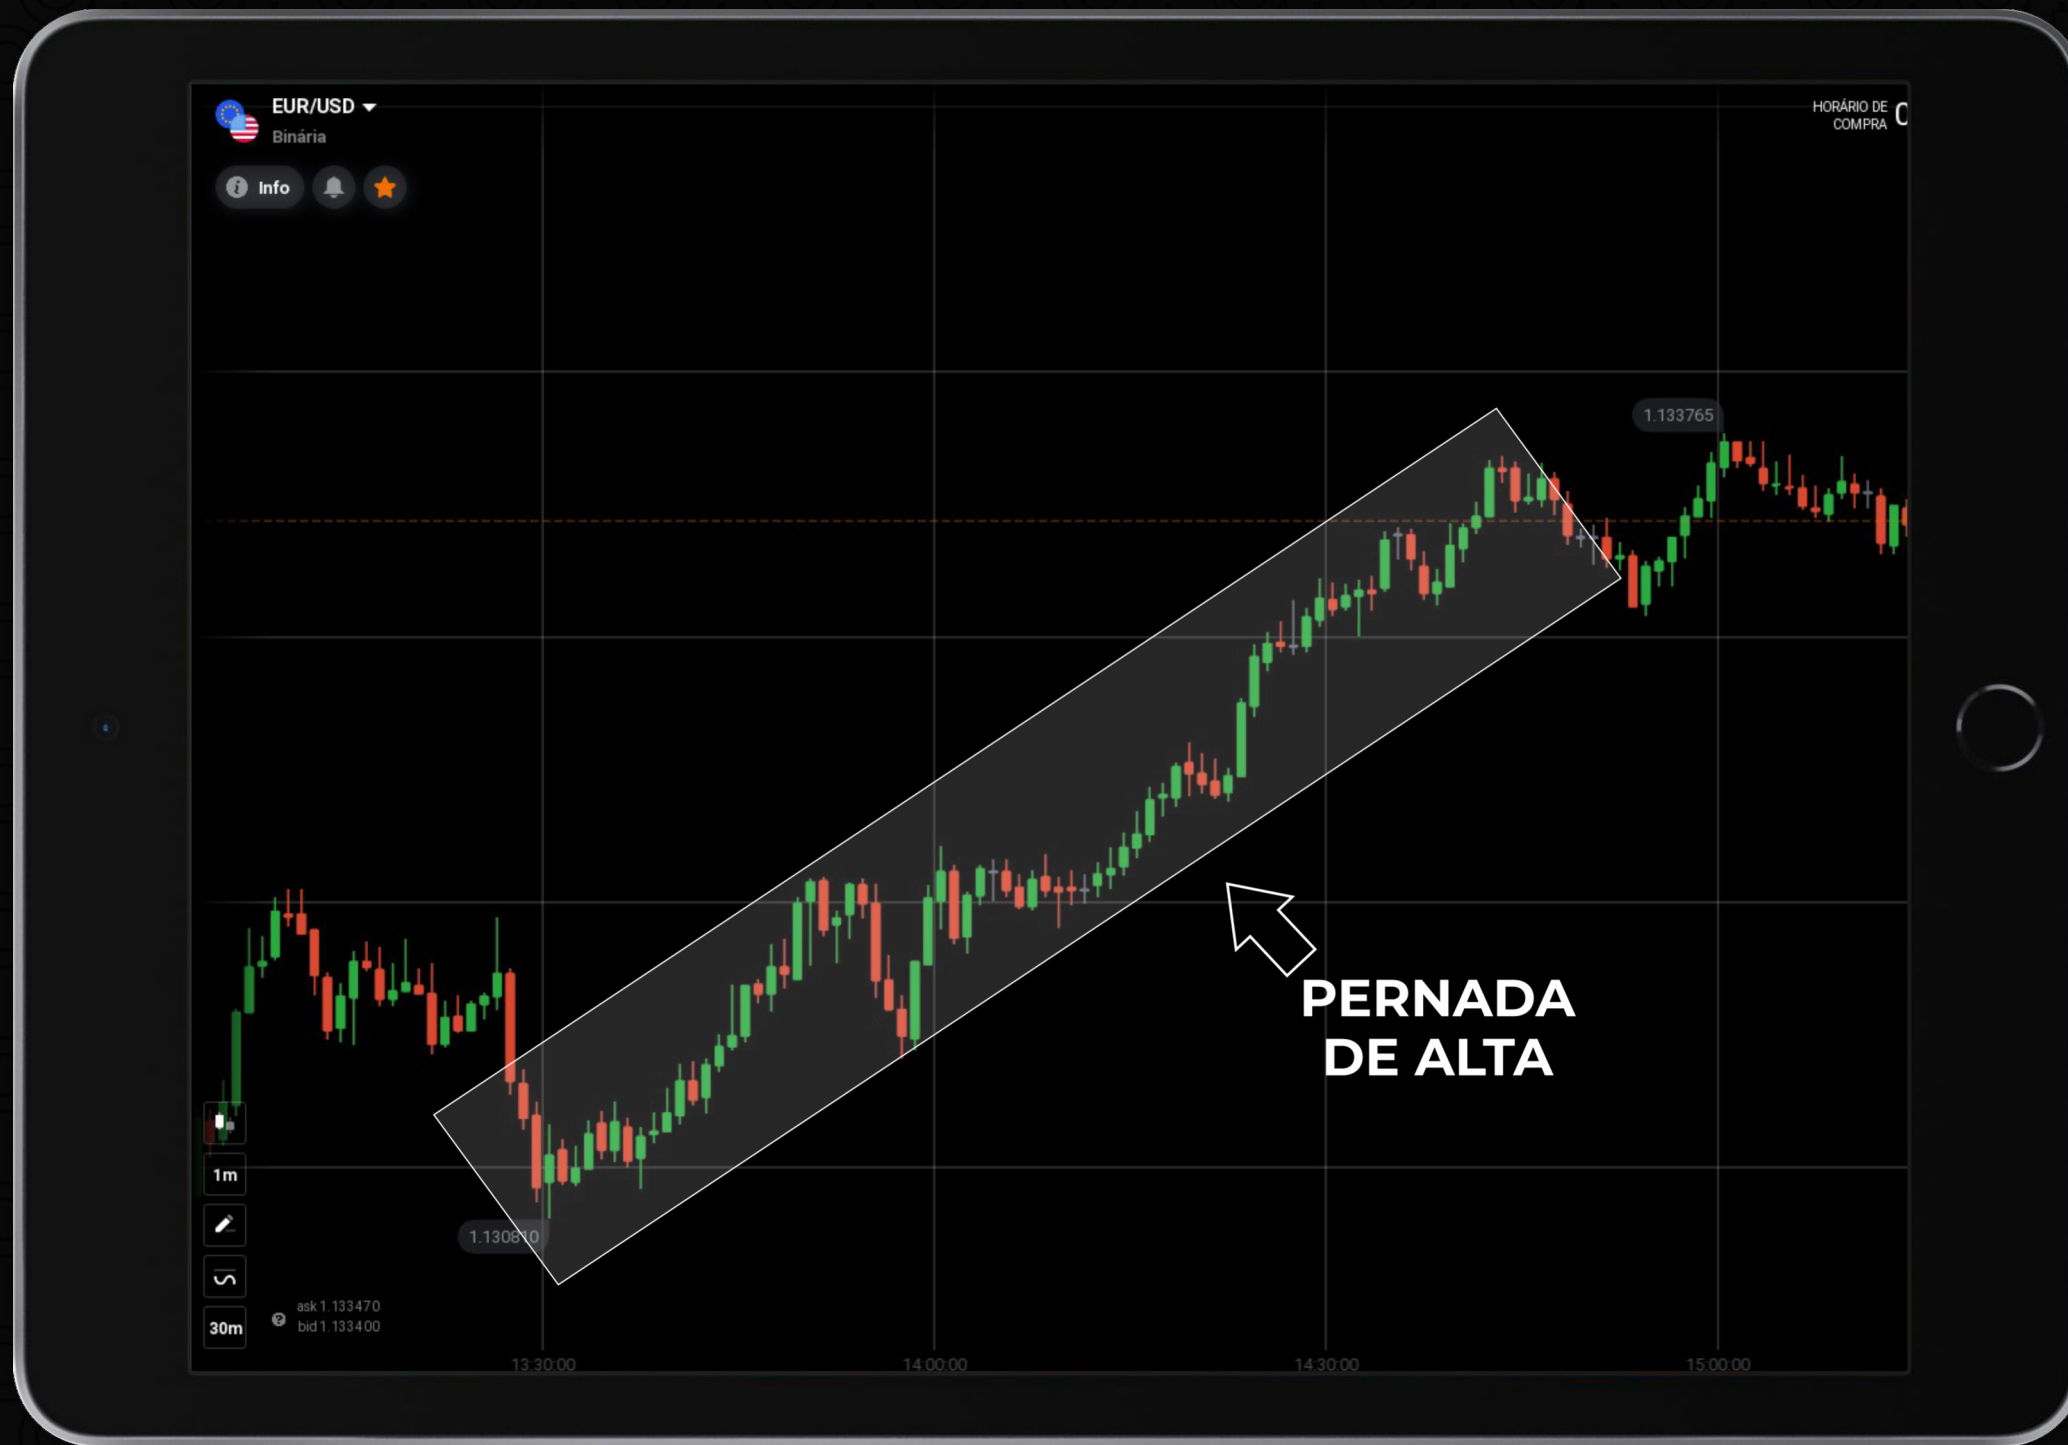 EUR/USD
Binária
Info
HORÁRIO DE
COMPRA
1.133765
PERNADA
DE ALTA
1m
1.130810
ask 1.133470
bid 1.133400
30m
13:30:00
14:00:00
14:30:00
15:00:00